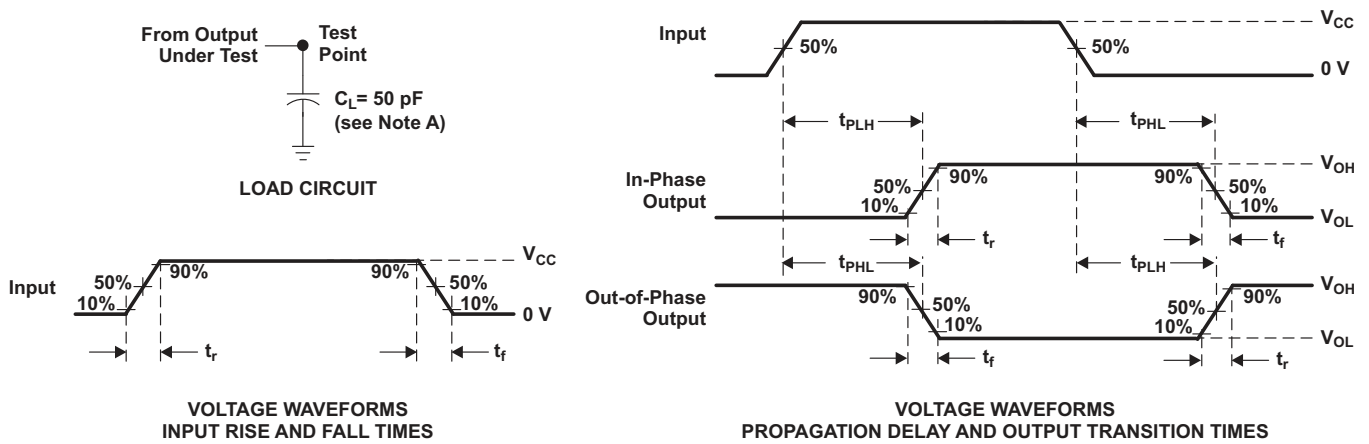 From Output
Under Test
Test
Point
C_L= 50 pF
(see Note A)
LOAD CIRCUIT
Input
10%
50%
90%
90%
50%
10%
V_CC
0 V
t_r
t_f
VOLTAGE WAVEFORMS
INPUT RISE AND FALL TIMES
Input
50%
50%
V_CC
0 V
t_PLH
t_PHL
In-Phase
Output
50%
10%
90%
90%
50%
10%
V_OH
V_OL
t_r
t_f
t_PHL
t_PLH
Out-of-Phase
Output
90%
50%
10%
50%
10%
90%
V_OH
V_OL
t_f
t_r
VOLTAGE WAVEFORMS
PROPAGATION DELAY AND OUTPUT TRANSITION TIMES